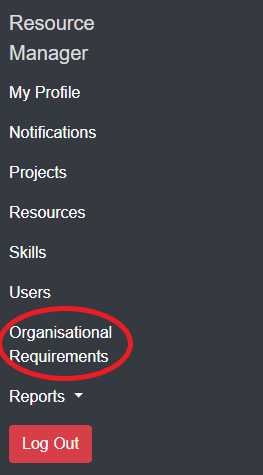 Resource
Manager
My Profile
Notifications
Projects
Resources
Skills
Users
Organisational
Requirements
Reports
Log Out